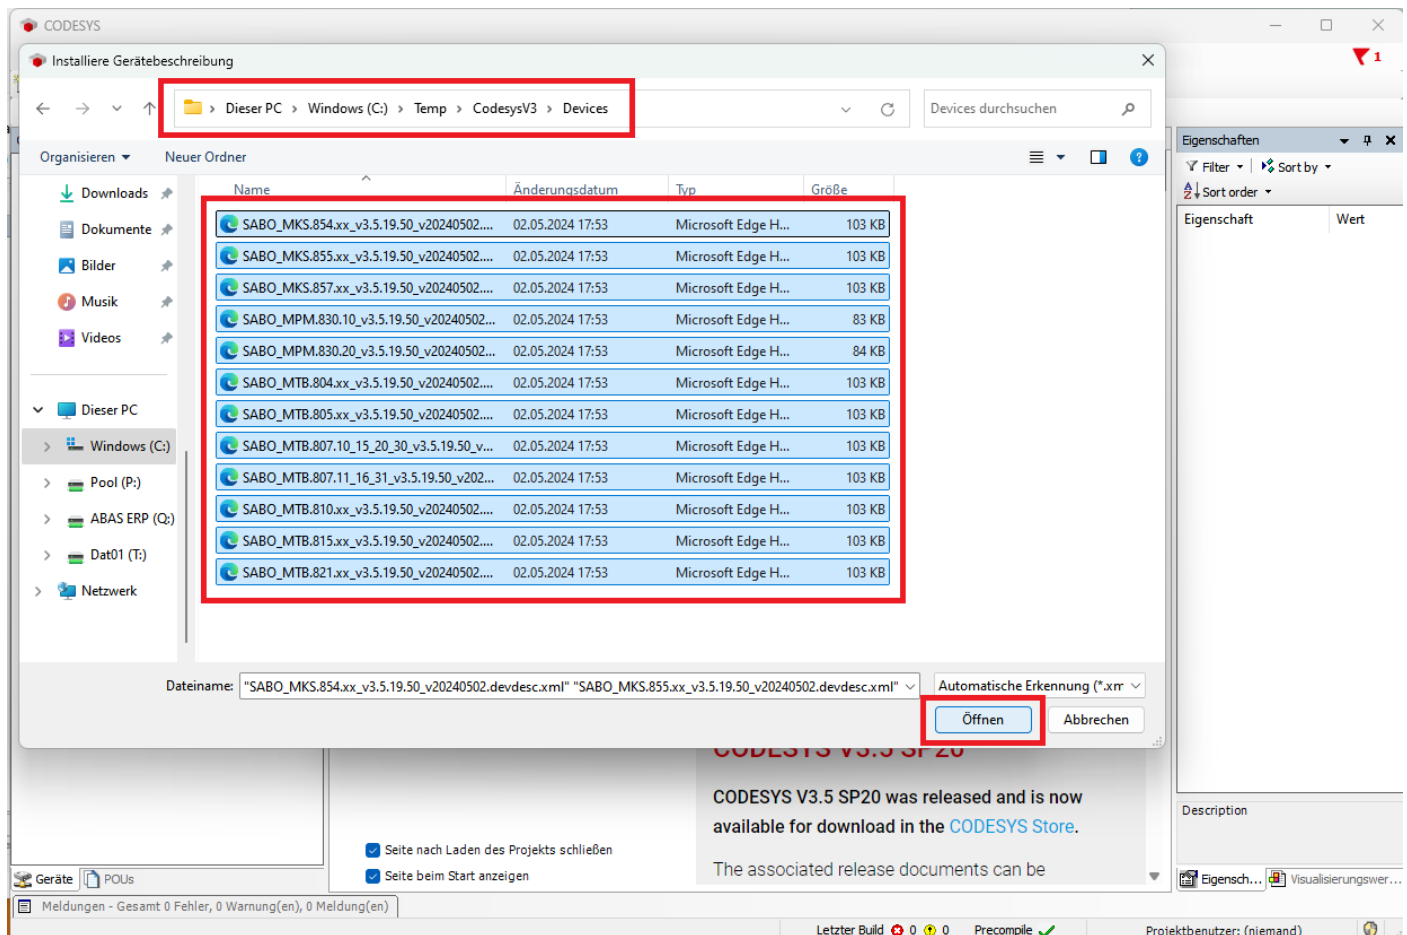 CODESYS
Installiere Gerätebeschreibung
1
Dieser PC > Windows (C:) > Temp > CodesysV3 > Devices
Devices durchsuchen
Organisieren Neuer Ordner
Name Änderungsdatum Typ Größe
SABO_MKS.854.xx_v3.5.19.50_v20240502.... 02.05.2024 17:53 Microsoft Edge H... 103 KB
SABO_MKS.855.xx_v3.5.19.50_v20240502.... 02.05.2024 17:53 Microsoft Edge H... 103 KB
SABO_MKS.857.xx_v3.5.19.50_v20240502.... 02.05.2024 17:53 Microsoft Edge H... 103 KB
SABO_MPM.830.10_v3.5.19.50_v20240502... 02.05.2024 17:53 Microsoft Edge H... 83 KB
SABO_MPM.830.20_v3.5.19.50_v20240502... 02.05.2024 17:53 Microsoft Edge H... 84 KB
SABO_MTB.804.xx_v3.5.19.50_v20240502.... 02.05.2024 17:53 Microsoft Edge H... 103 KB
SABO_MTB.805.xx_v3.5.19.50_v20240502.... 02.05.2024 17:53 Microsoft Edge H... 103 KB
SABO_MTB.807.10_15_20_30_v3.5.19.50_v... 02.05.2024 17:53 Microsoft Edge H... 103 KB
SABO_MTB.807.11_16_31_v3.5.19.50_v202... 02.05.2024 17:53 Microsoft Edge H... 103 KB
SABO_MTB.810.xx_v3.5.19.50_v20240502.... 02.05.2024 17:53 Microsoft Edge H... 103 KB
SABO_MTB.815.xx_v3.5.19.50_v20240502.... 02.05.2024 17:53 Microsoft Edge H... 103 KB
SABO_MTB.821.xx_v3.5.19.50_v20240502.... 02.05.2024 17:53 Microsoft Edge H... 103 KB
Downloads
Dokumente
Bilder
Musik
Videos
Dieser PC
Windows (C:)
Pool (P:)
ABAS ERP (Q:)
Dat01 (T:)
Netzwerk
Dateiname: "SABO_MKS.854.xx_v3.5.19.50_v20240502.devdesc.xml" "SABO_MKS.855.xx_v3.5.19.50_v20240502.devdesc.xml"
Automatische Erkennung (*.xm
Öffnen Abbrechen
Eigenschaften
Filter Sort by
Sort order
Eigenschaft Wert
Description
CODESYS V3.5 SP20
CODESYS V3.5 SP20 was released and is now
available for download in the CODESYS Store.
The associated release documents can be
Seite nach Laden des Projekts schließen
Seite beim Start anzeigen
Geräte POUs
Eigensch... Visualisierungswer...
Meldungen - Gesamt 0 Fehler, 0 Warnung(en), 0 Meldung(en)
Letzter Build 0 0 Precompile Projektbenutzer: (niemand)